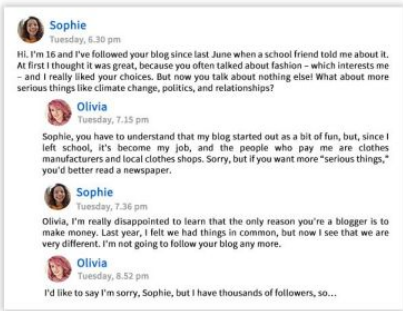 Sophie
Tuesday, 6.30 pm
Hi. I'm 16 and I've followed your blog since last June when a school friend told me about it.
At first I thought it was great, because you often talked about fashion – which interests me
– and I really liked your choices. But now you talk about nothing else! What about more
serious things like climate change, politics, and relationships?
Olivia
Tuesday, 7.15 pm
Sophie, you have to understand that my blog started out as a bit of fun, but, since I
left school, it's become my job, and the people who pay me are clothes
manufacturers and local clothes shops. Sorry, but if you want more “serious things,”
you'd better read a newspaper.
Sophie
Tuesday, 7.36 pm
Olivia, I'm really disappointed to learn that the only reason you're a blogger is to
make money. Last year, I felt we had things in common, but now I see that we are
very different. I'm not going to follow your blog any more.
Olivia
Tuesday, 8.52 pm
I'd like to say I'm sorry, Sophie, but I have thousands of followers, so...